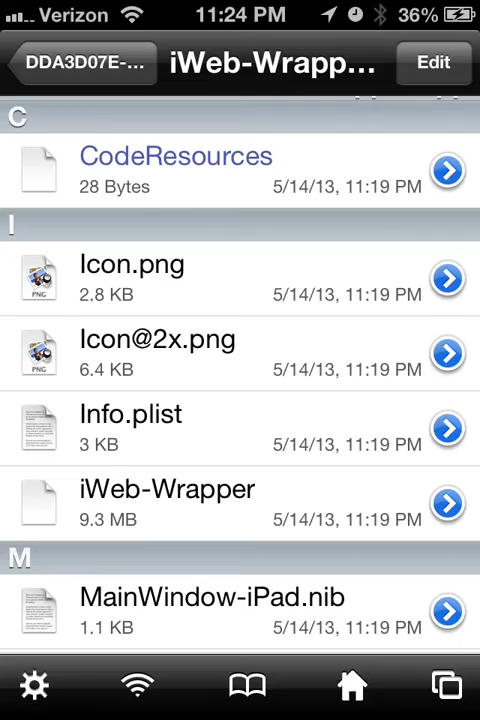 Verizon 11:24 PM 36%
DDA3D07E-... iWeb-Wrapp... Edit
C
CodeResources
28 Bytes 5/14/13, 11:19 PM
I
Icon.png
2.8 KB 5/14/13, 11:19 PM
PNG
Icon@2x.png
6.4 KB 5/14/13, 11:19 PM
PNG
Info.plist
3 KB 5/14/13, 11:19 PM
iWeb-Wrapper
9.3 MB 5/14/13, 11:19 PM
M
MainWindow-iPad.nib
1.1 KB 5/14/13, 11:19 PM